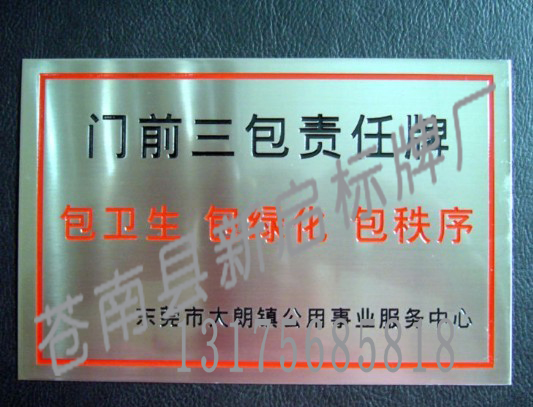 门前三包责任牌
包卫生 包绿化 包秩序
东莞市大朗镇公用事业服务中心
苍南县新启标牌厂
13175685818